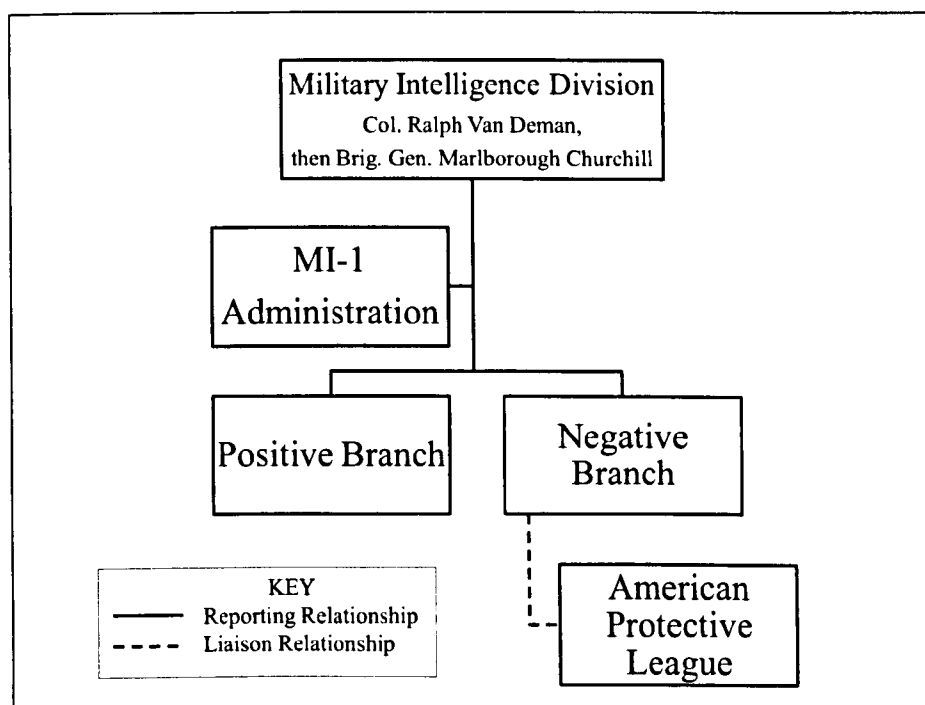 Military Intelligence Division
Col. Ralph Van Deman,
then Brig. Gen. Marlborough Churchill
MI-1
Administration
Positive Branch
Negative
Branch
American
Protective
League
KEY
Reporting Relationship
Liaison Relationship